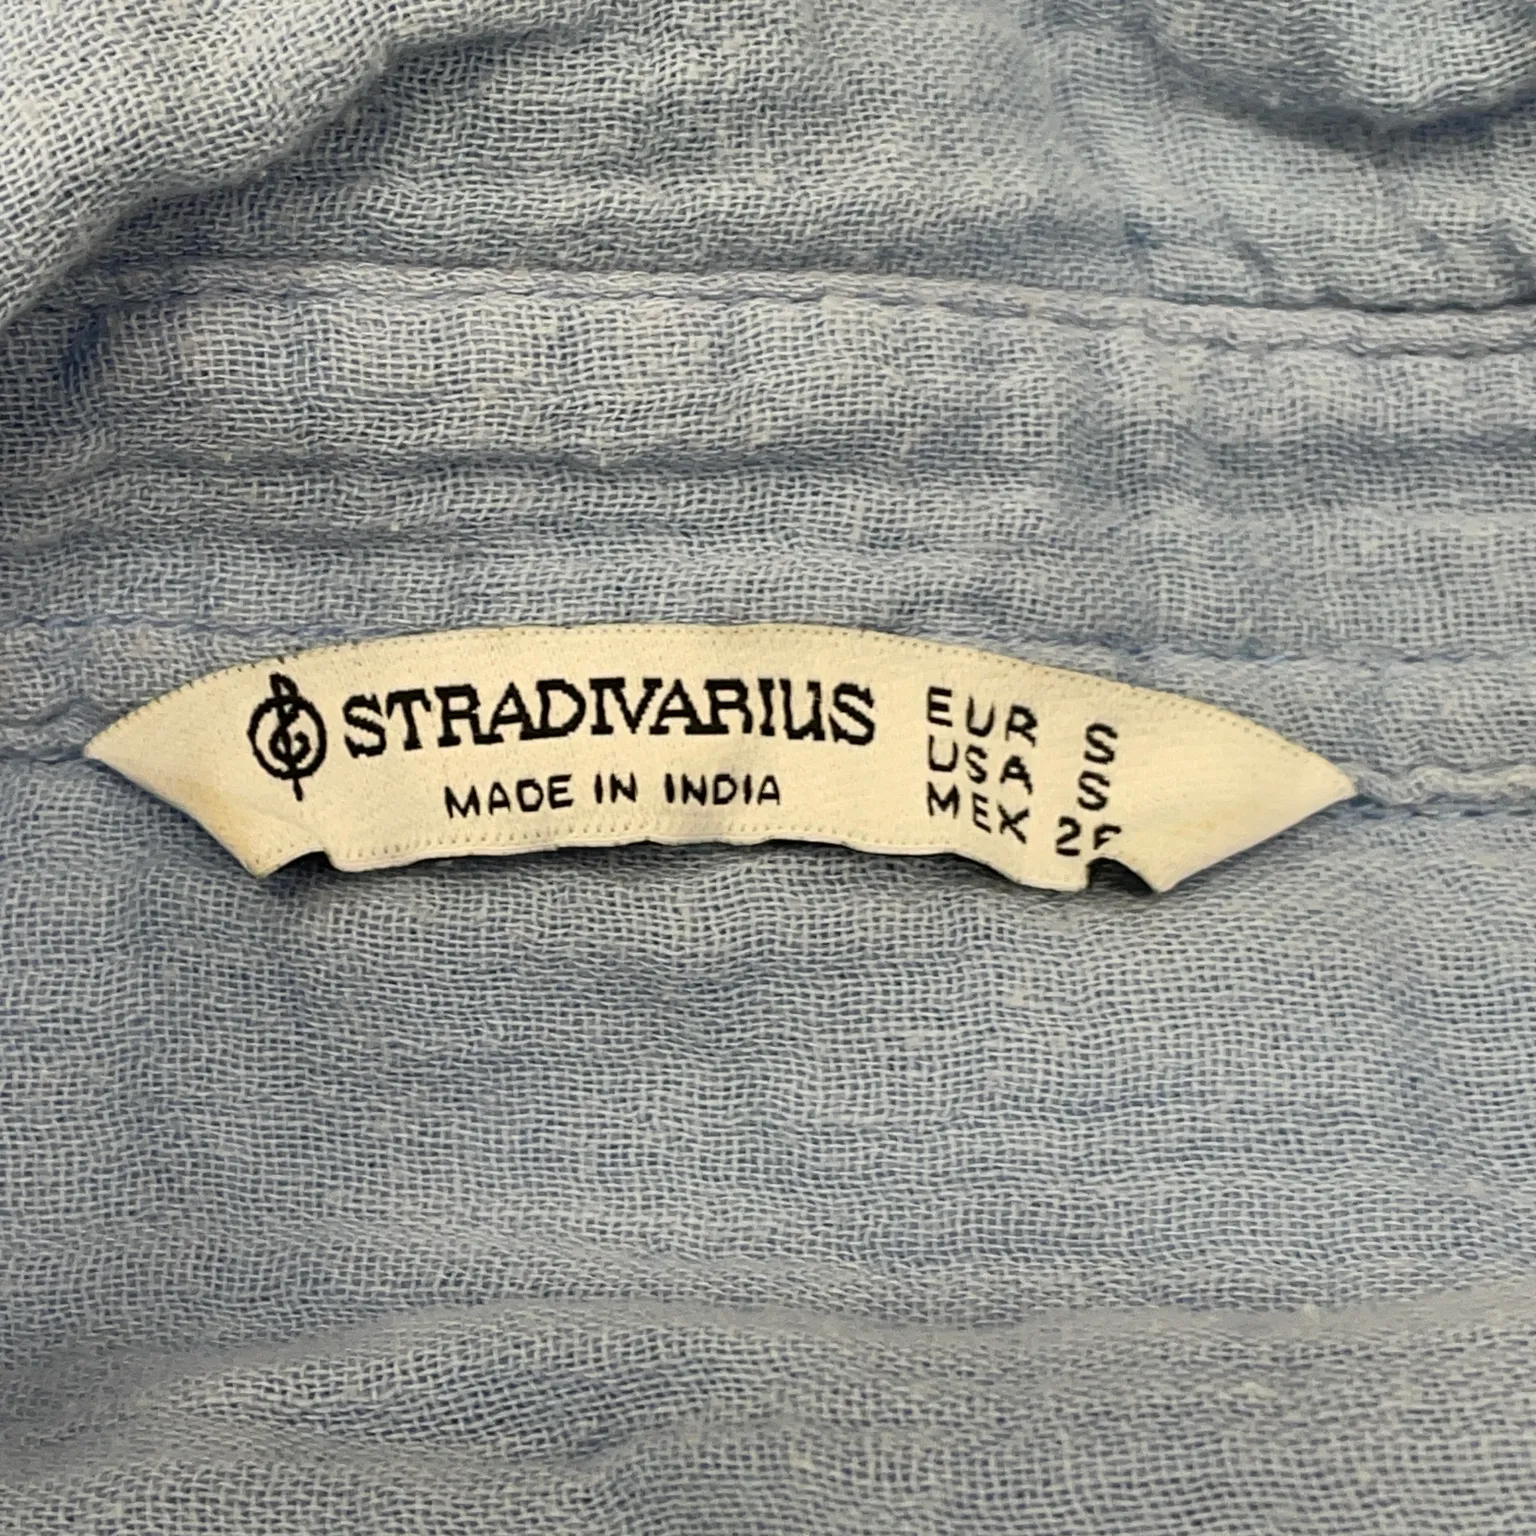 STRADIVARIUS
MADE IN INDIA
EUR S
USA S
MEX